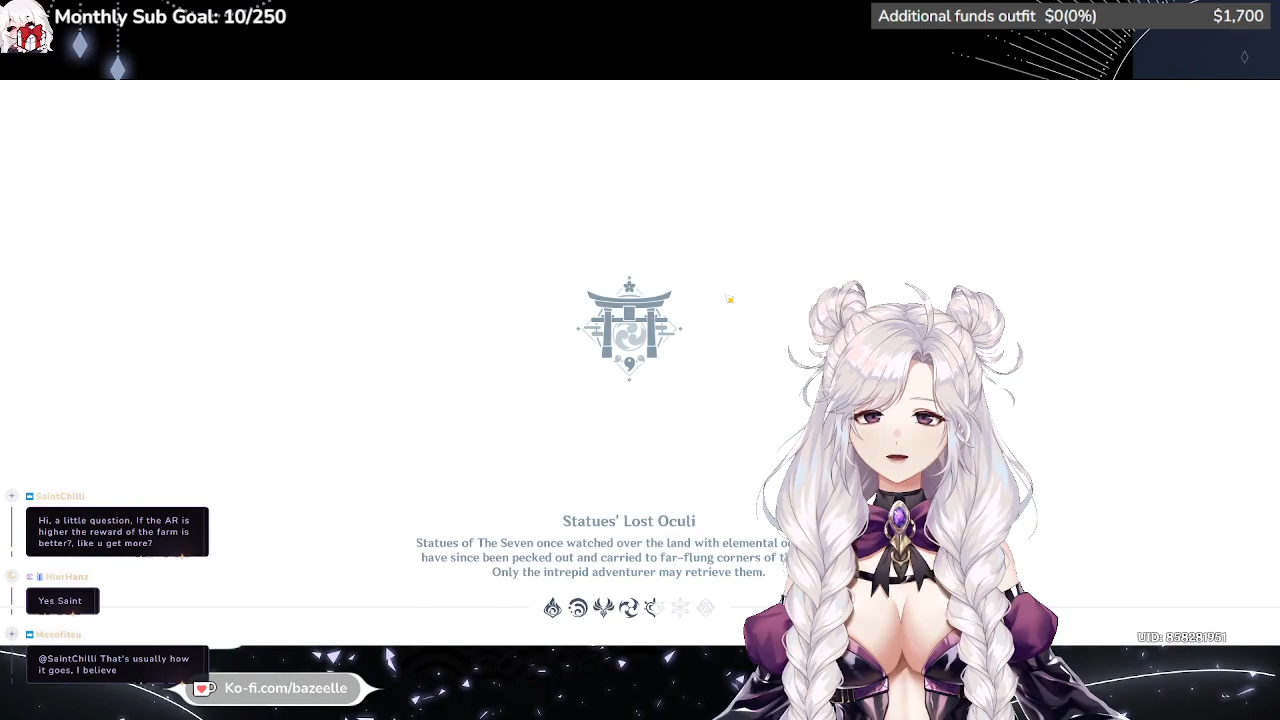 Monthly Sub Goal: 10/250
Additional funds outfit $0(0%) $1,700
SaintChilli
Hi, a little question, If the AR is
higher the reward of the farm is
better?, like u get more?
NierHanz
Yes Saint
Mesofitsu
@SaintChilli That's usually how
it goes, I believe
Ko-fi.com/bazeelle
Statues' Lost Oculi
Statues of The Seven once watched over the land with elemental
have since been pecked out and carried to far-flung corners of
Only the intrepid adventurer may retrieve them.
UID: 858281951